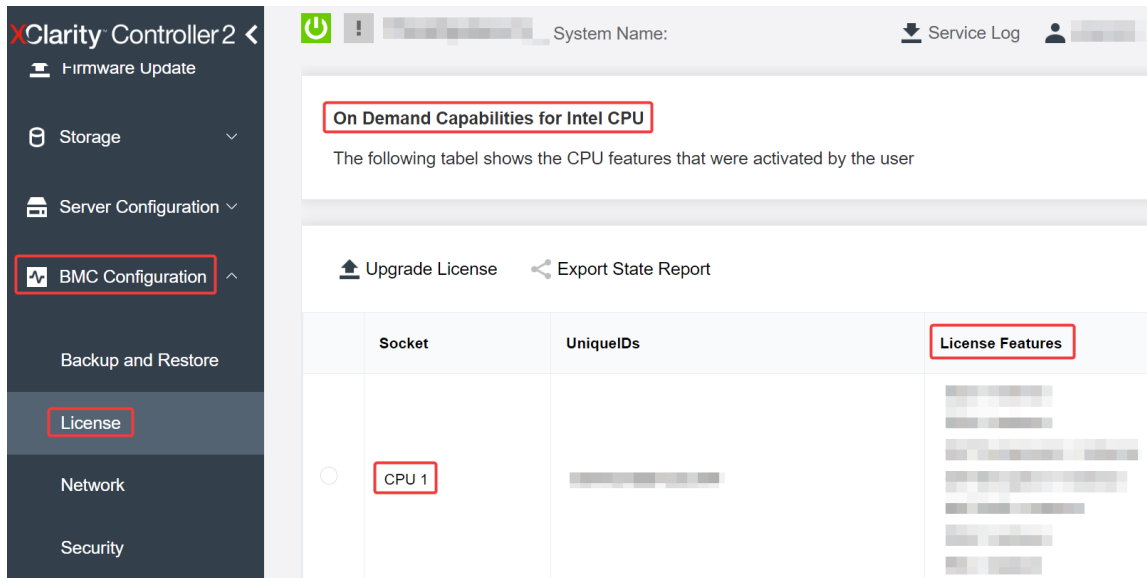 XClarity Controller 2
Firmware Update
Storage
Server Configuration
BMC Configuration
Backup and Restore
License
Network
Security
System Name:
Service Log
On Demand Capabilities for Intel CPU
The following tabel shows the CPU features that were activated by the user
Upgrade License
Export State Report
Socket
UniqueIDs
License Features
CPU 1